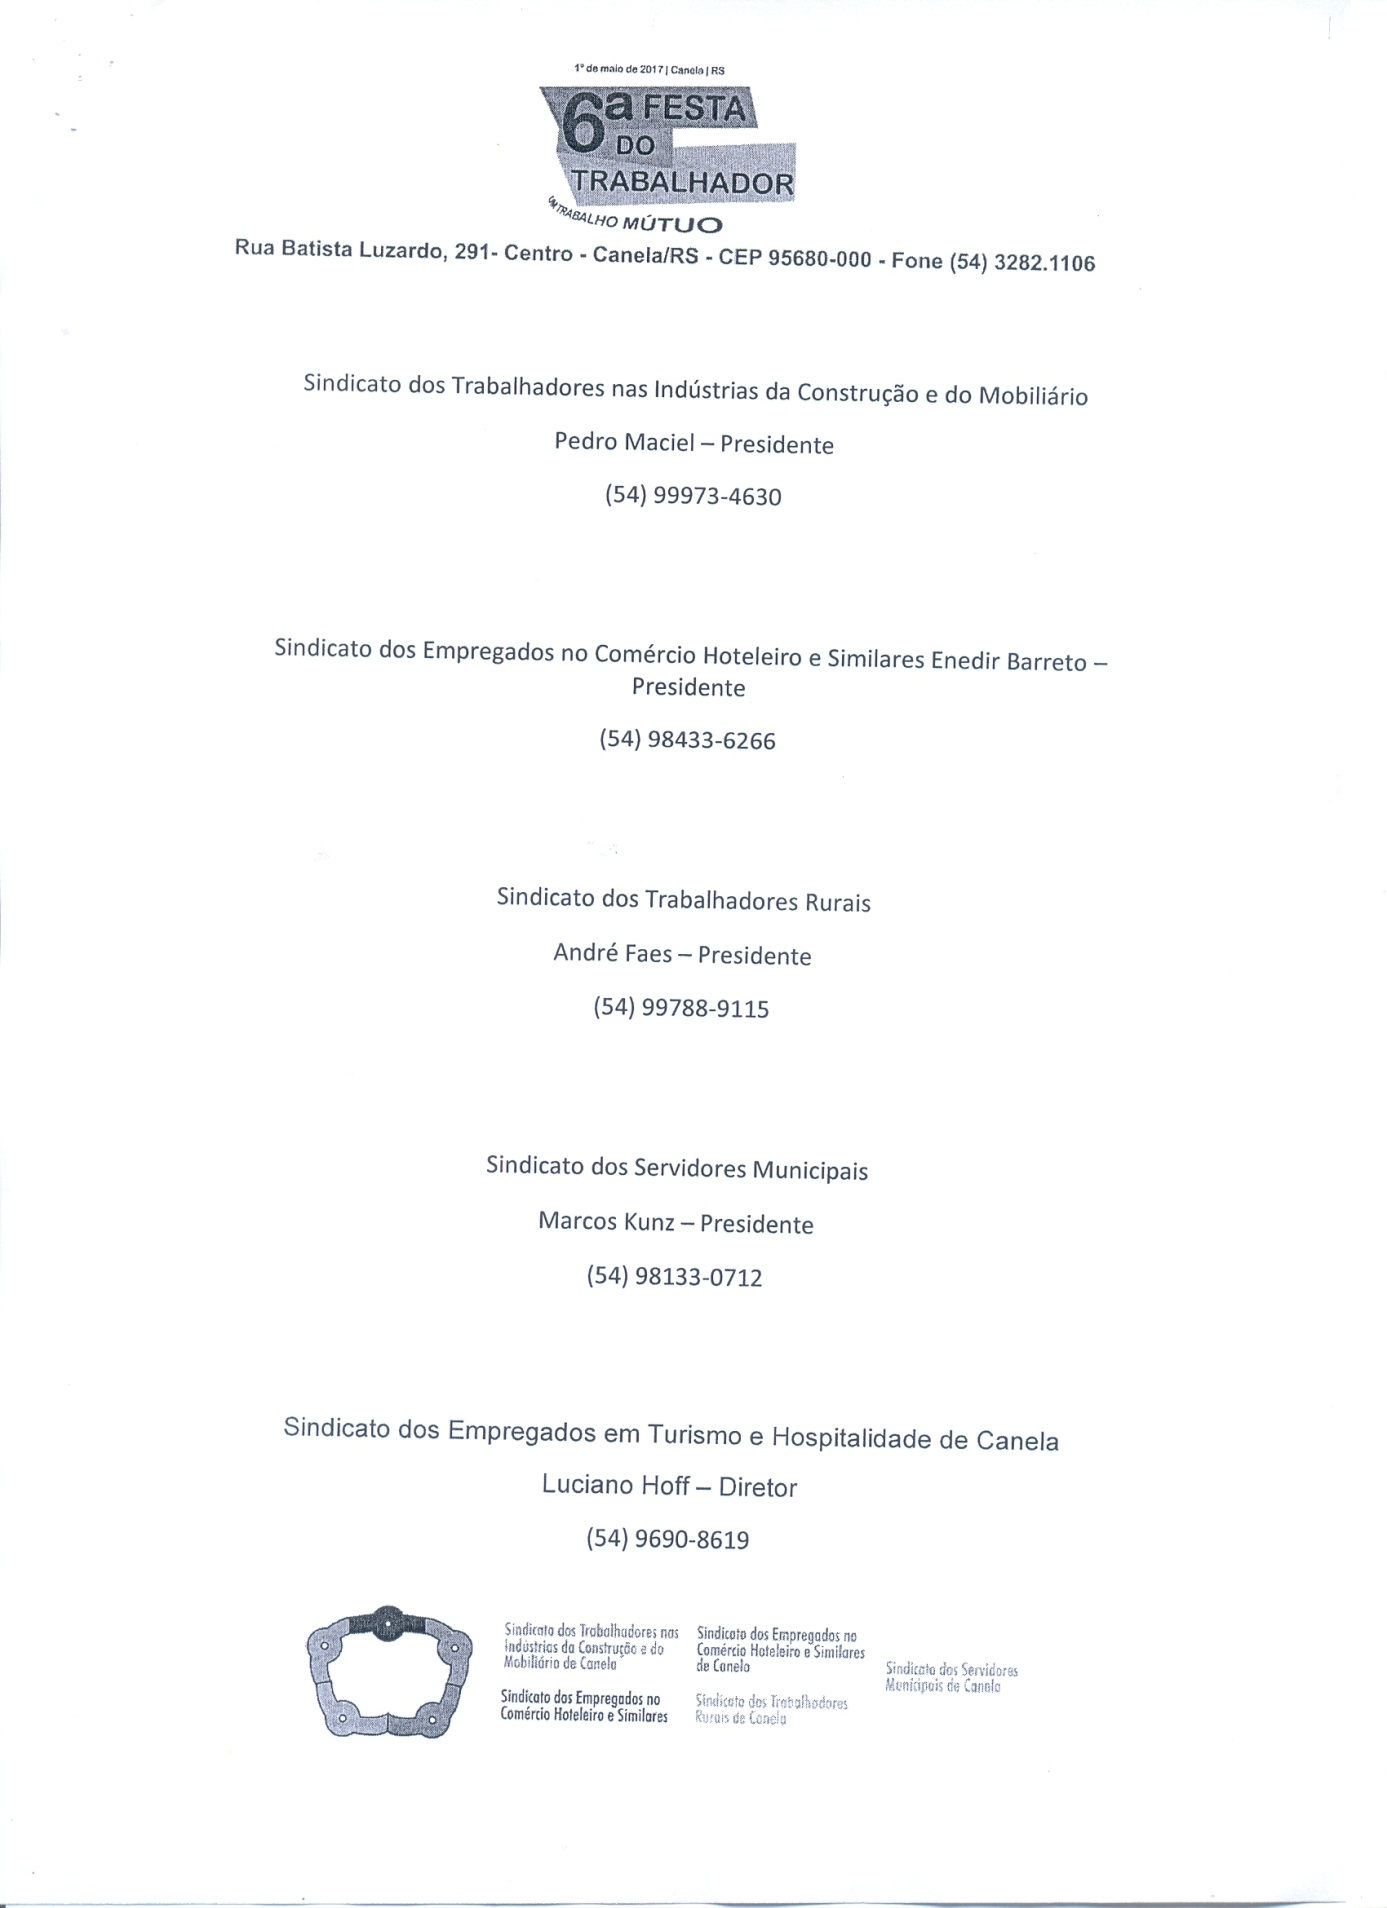 1º de maio de 2017 | Canela | RS
6ª FESTA
DO
TRABALHADOR
UM TRABALHO MÚTUO
Rua Batista Luzardo, 291- Centro - Canela/RS - CEP 95680-000 - Fone (54) 3282.1106
Sindicato dos Trabalhadores nas Indústrias da Construção e do Mobiliário
Pedro Maciel – Presidente
(54) 99973-4630
Sindicato dos Empregados no Comércio Hoteleiro e Similares Enedir Barreto –
Presidente
(54) 98433-6266
Sindicato dos Trabalhadores Rurais
André Faes – Presidente
(54) 99788-9115
Sindicato dos Servidores Municipais
Marcos Kunz – Presidente
(54) 98133-0712
Sindicato dos Empregados em Turismo e Hospitalidade de Canela
Luciano Hoff – Diretor
(54) 9690-8619
Sindicato dos Trabalhadores nas
Indústrias da Construção e do
Mobiliário de Canela
Sindicato dos Empregados no
Comércio Hoteleiro e Similares
Sindicato dos Empregados no
Comércio Hoteleiro e Similares
de Canela
Sindicato dos Trabalhadores
Rurais de Canela
Sindicato dos Servidores
Municipais de Canela